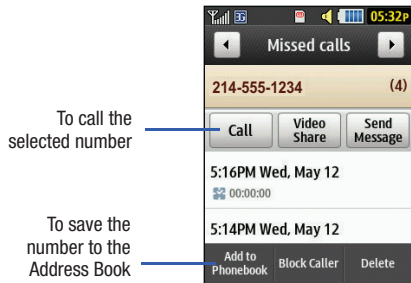 3G
05:32P
Missed calls
214-555-1234 (4)
To call the
selected number
Call
Video
Share
Send
Message
5:16PM Wed, May 12
00:00:00
5:14PM Wed, May 12
To save the
number to the
Address Book
Add to
Phonebook
Block Caller
Delete